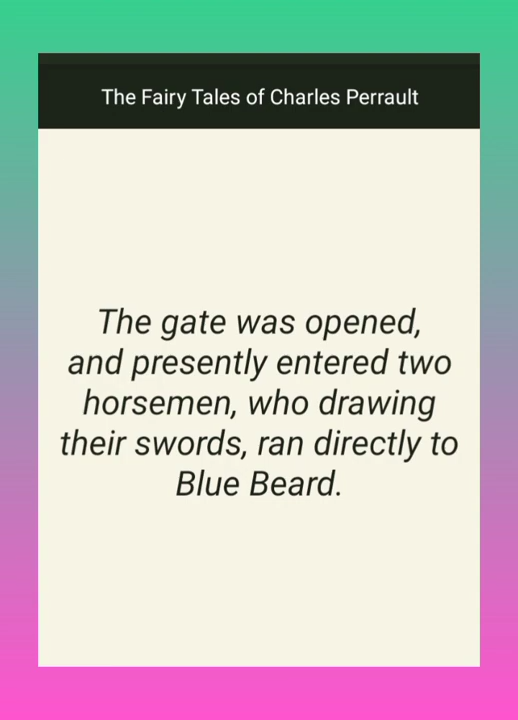 The Fairy Tales of Charles Perrault
The gate was opened,
and presently entered two
horsemen, who drawing
their swords, ran directly to
Blue Beard.